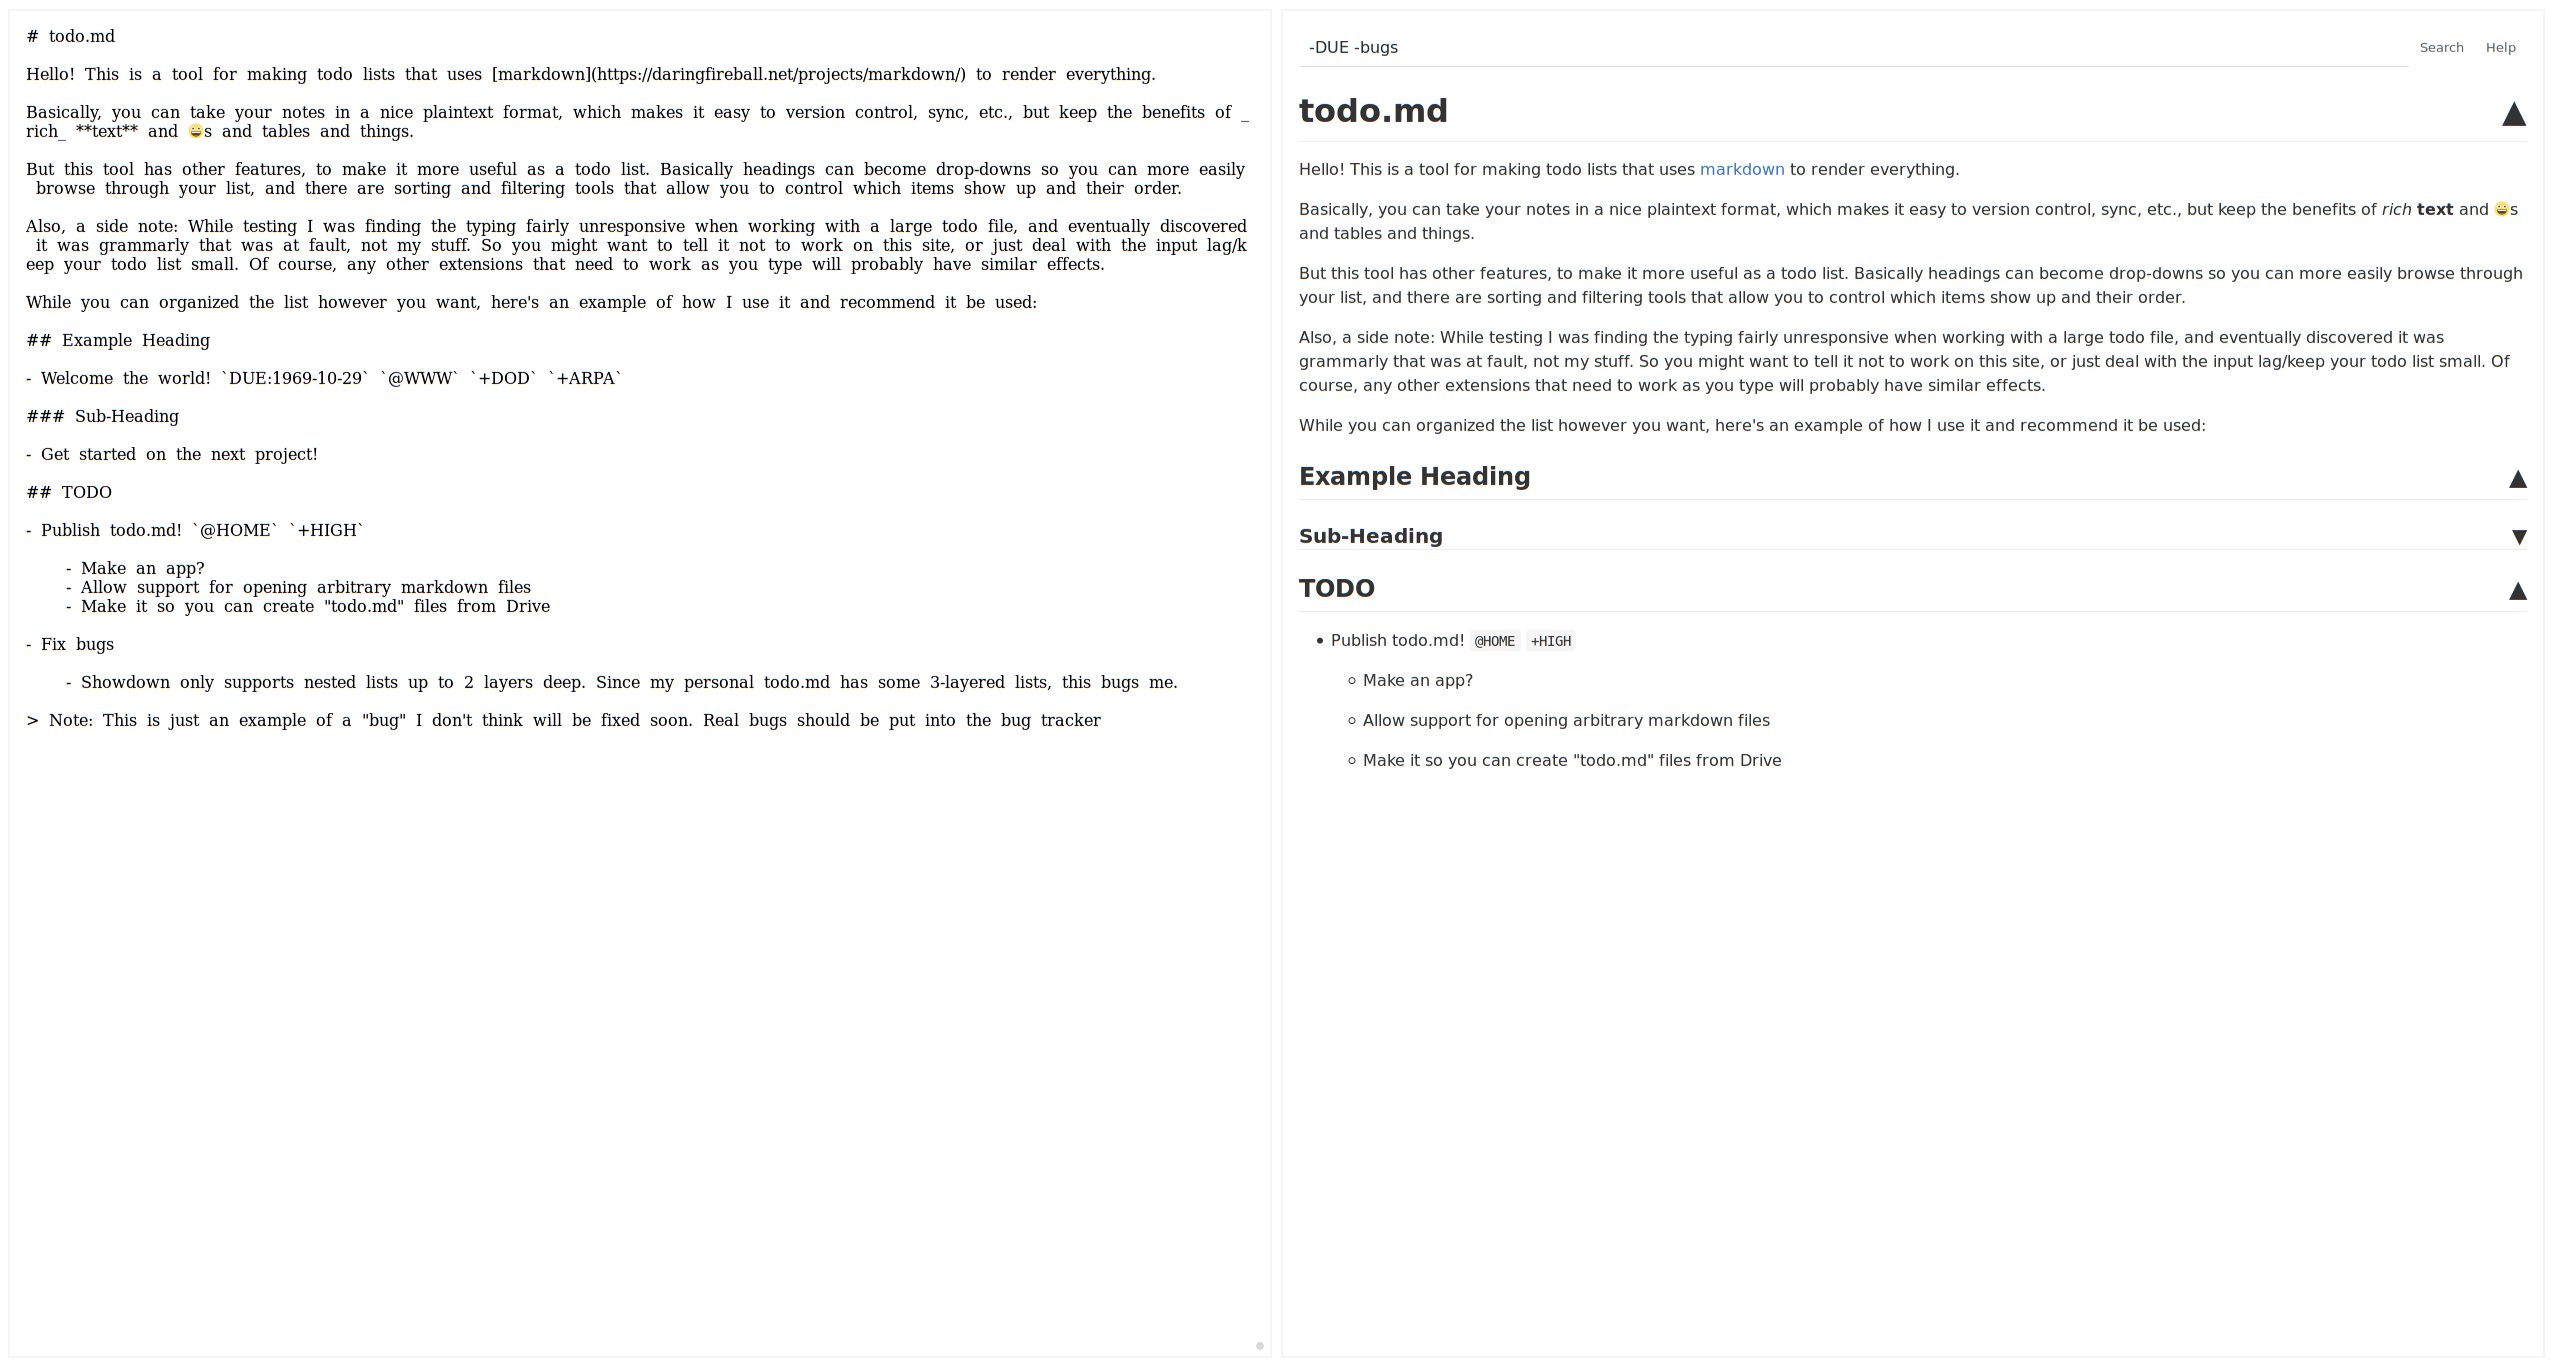 # todo.md
Hello! This is a tool for making todo lists that uses [markdown](https://daringfireball.net/projects/markdown/) to render everything.
Basically, you can take your notes in a nice plaintext format, which makes it easy to version control, sync, etc., but keep the benefits of _
rich_ **text** and 😀s and tables and things.
But this tool has other features, to make it more useful as a todo list. Basically headings can become drop-downs so you can more easily
browse through your list, and there are sorting and filtering tools that allow you to control which items show up and their order.
Also, a side note: While testing I was finding the typing fairly unresponsive when working with a large todo file, and eventually discovered
it was grammarly that was at fault, not my stuff. So you might want to tell it not to work on this site, or just deal with the input lag/k
eep your todo list small. Of course, any other extensions that need to work as you type will probably have similar effects.
While you can organized the list however you want, here's an example of how I use it and recommend it be used:
## Example Heading
- Welcome the world! `DUE:1969-10-29` `@WWW` `+DOD` `+ARPA`
### Sub-Heading
- Get started on the next project!
## TODO
- Publish todo.md! `@HOME` `+HIGH`
- Make an app?
- Allow support for opening arbitrary markdown files
- Make it so you can create "todo.md" files from Drive
- Fix bugs
- Showdown only supports nested lists up to 2 layers deep. Since my personal todo.md has some 3-layered lists, this bugs me.
> Note: This is just an example of a "bug" I don't think will be fixed soon. Real bugs should be put into the bug tracker
-DUE -bugs
Search Help
todo.md ▲
Hello! This is a tool for making todo lists that uses markdown to render everything.
Basically, you can take your notes in a nice plaintext format, which makes it easy to version control, sync, etc., but keep the benefits of rich text and 😀s
and tables and things.
But this tool has other features, to make it more useful as a todo list. Basically headings can become drop-downs so you can more easily browse through
your list, and there are sorting and filtering tools that allow you to control which items show up and their order.
Also, a side note: While testing I was finding the typing fairly unresponsive when working with a large todo file, and eventually discovered it was
grammarly that was at fault, not my stuff. So you might want to tell it not to work on this site, or just deal with the input lag/keep your todo list small. Of
course, any other extensions that need to work as you type will probably have similar effects.
While you can organized the list however you want, here's an example of how I use it and recommend it be used:
Example Heading ▲
Sub-Heading ▼
TODO ▲
• Publish todo.md! @HOME +HIGH
◦ Make an app?
◦ Allow support for opening arbitrary markdown files
◦ Make it so you can create "todo.md" files from Drive